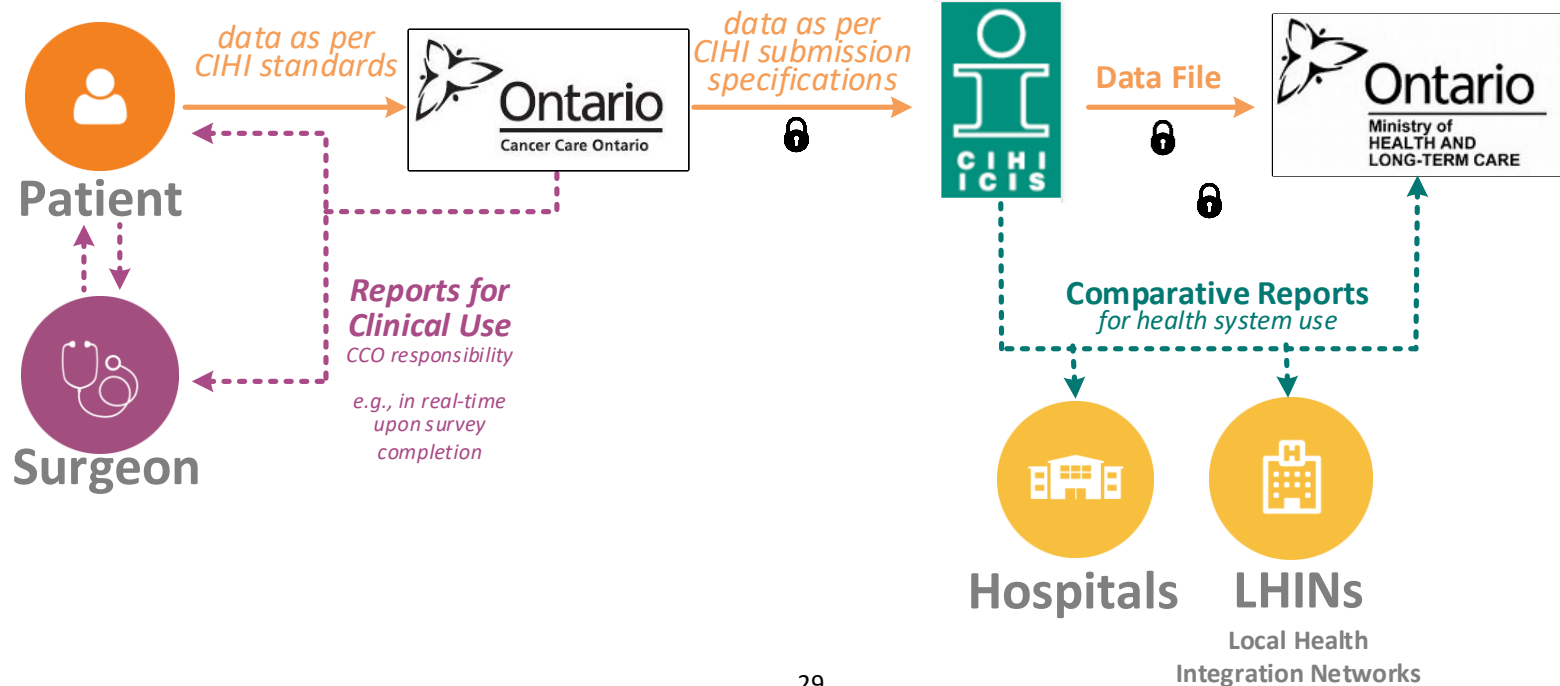 data as per
CIHI standards
Ontario
Cancer Care Ontario
data as per
CIHI submission
specifications
CIHI
ICIS
Data File
Ontario
Ministry of
HEALTH AND
LONG-TERM CARE
Patient
Reports for
Clinical Use
CCO responsibility
e.g., in real-time
upon survey
completion
Surgeon
Comparative Reports
for health system use
H
Hospitals
LHINs
Local Health
Integration Networks
29